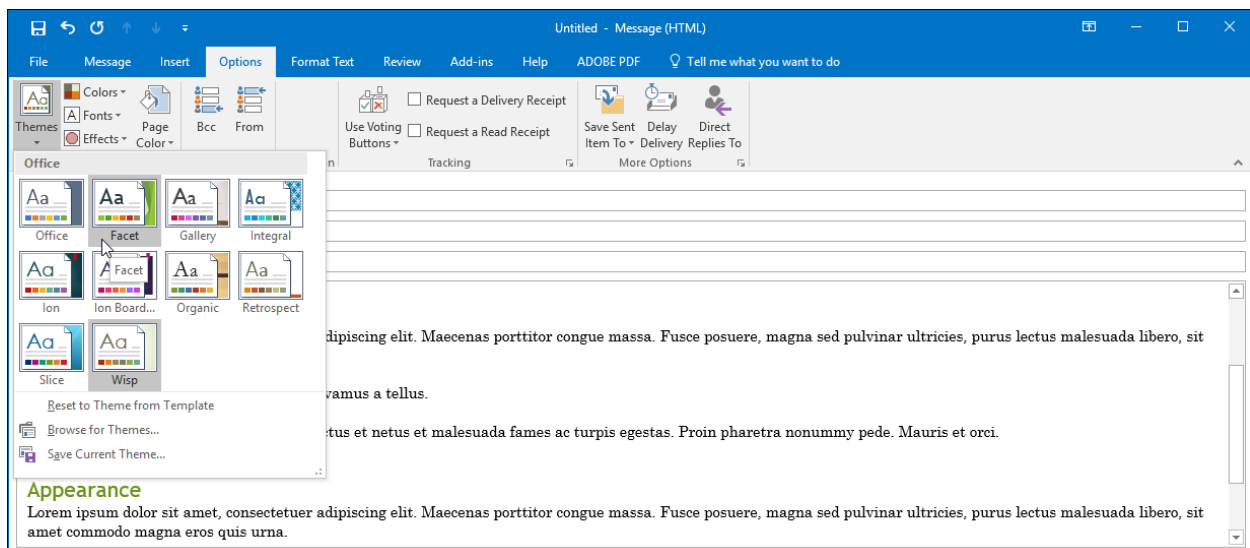 Untitled - Message (HTML)
File Message Insert Options Format Text Review Add-ins Help ADOBE PDF Tell me what you want to do
Themes
Colors
Fonts
Effects
Page Color
Bcc
From
Use Voting Buttons
Request a Delivery Receipt
Request a Read Receipt
Save Sent Item To
Delay Delivery
Direct Replies To
n Tracking More Options
Office
Aa Aa Aa Aa
Office Facet Gallery Integral
Aa A Facet Aa Aa
Ion Ion Board... Organic Retrospect
Aa Aa
Slice Wisp
Reset to Theme from Template
Browse for Themes...
Save Current Theme...
dipiscing elit. Maecenas porttitor congue massa. Fusce posuere, magna sed pulvinar ultricies, purus lectus malesuada libero, sit
vamus a tellus.
ctus et netus et malesuada fames ac turpis egestas. Proin pharetra nonummy pede. Mauris et orci.
Appearance
Lorem ipsum dolor sit amet, consectetuer adipiscing elit. Maecenas porttitor congue massa. Fusce posuere, magna sed pulvinar ultricies, purus lectus malesuada libero, sit
amet commodo magna eros quis urna.